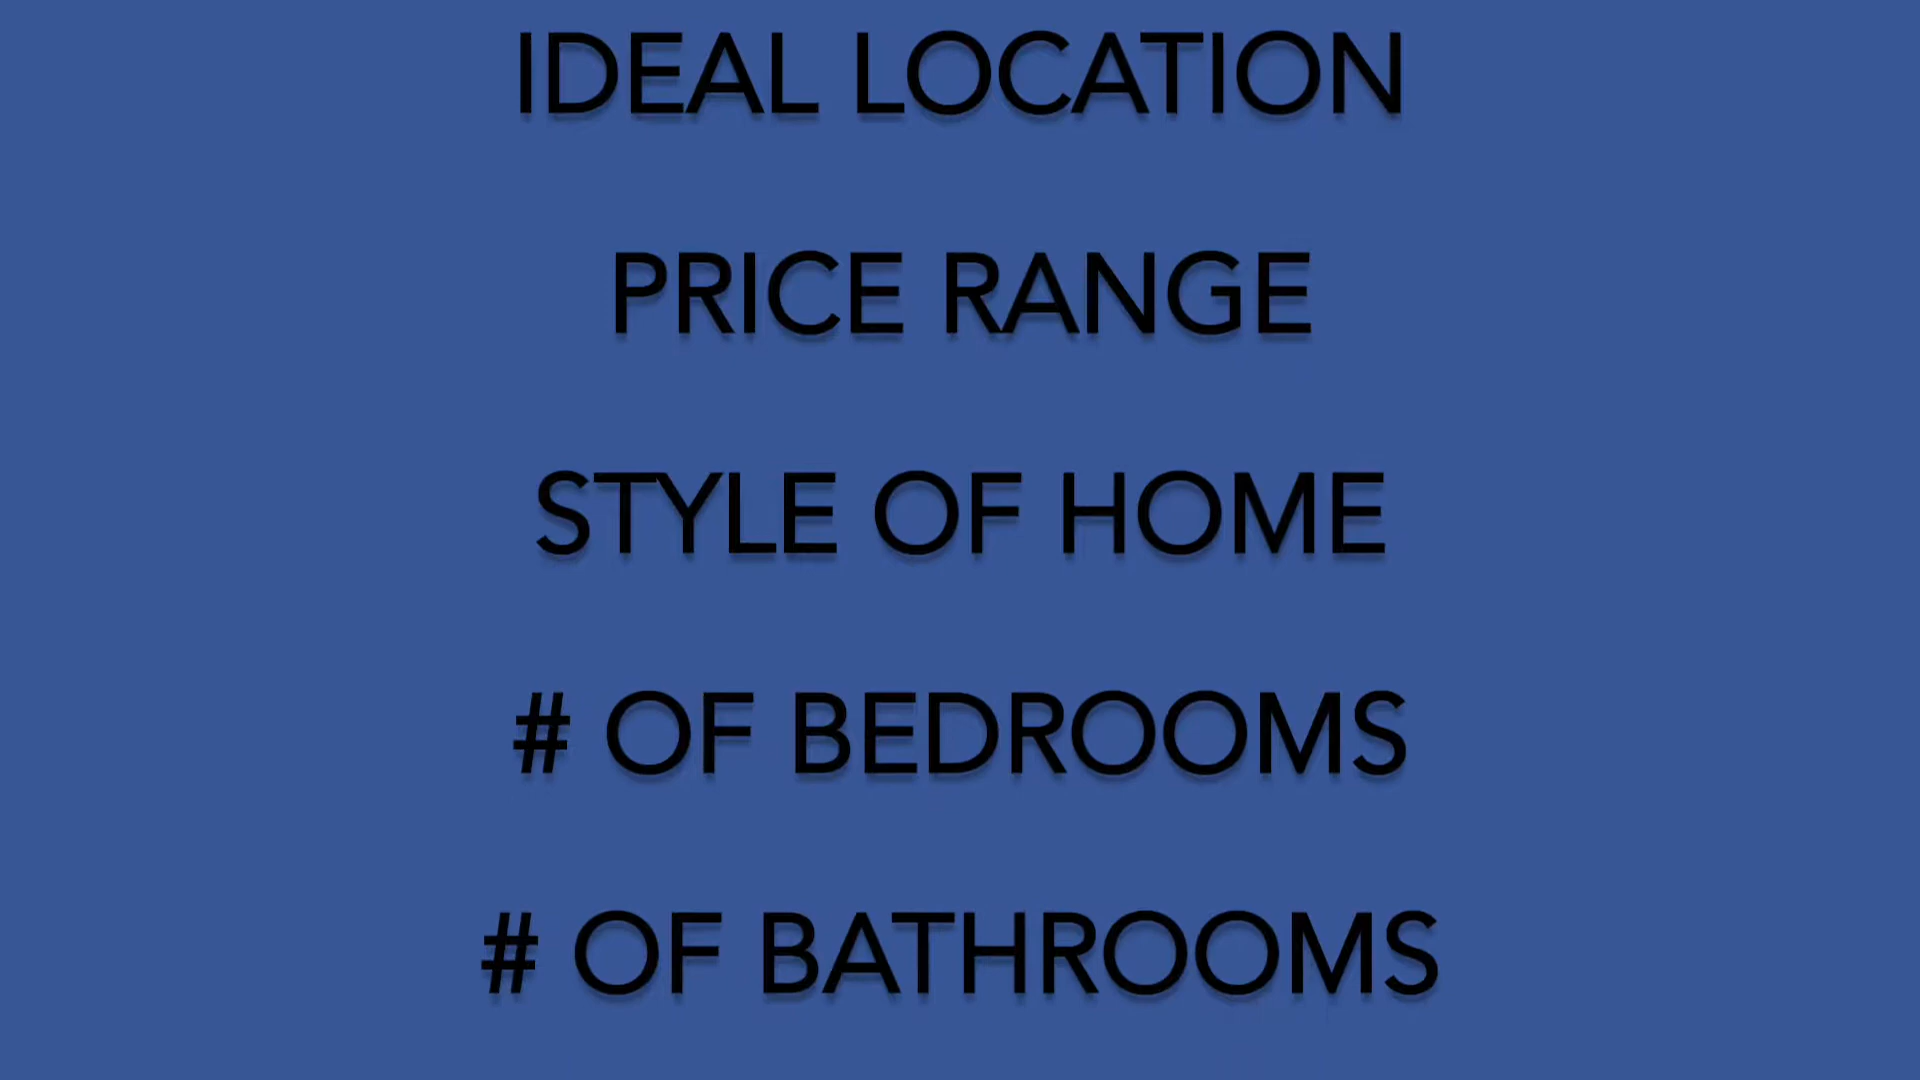 IDEAL LOCATION
PRICE RANGE
STYLE OF HOME
# OF BEDROOMS
# OF BATHROOMS